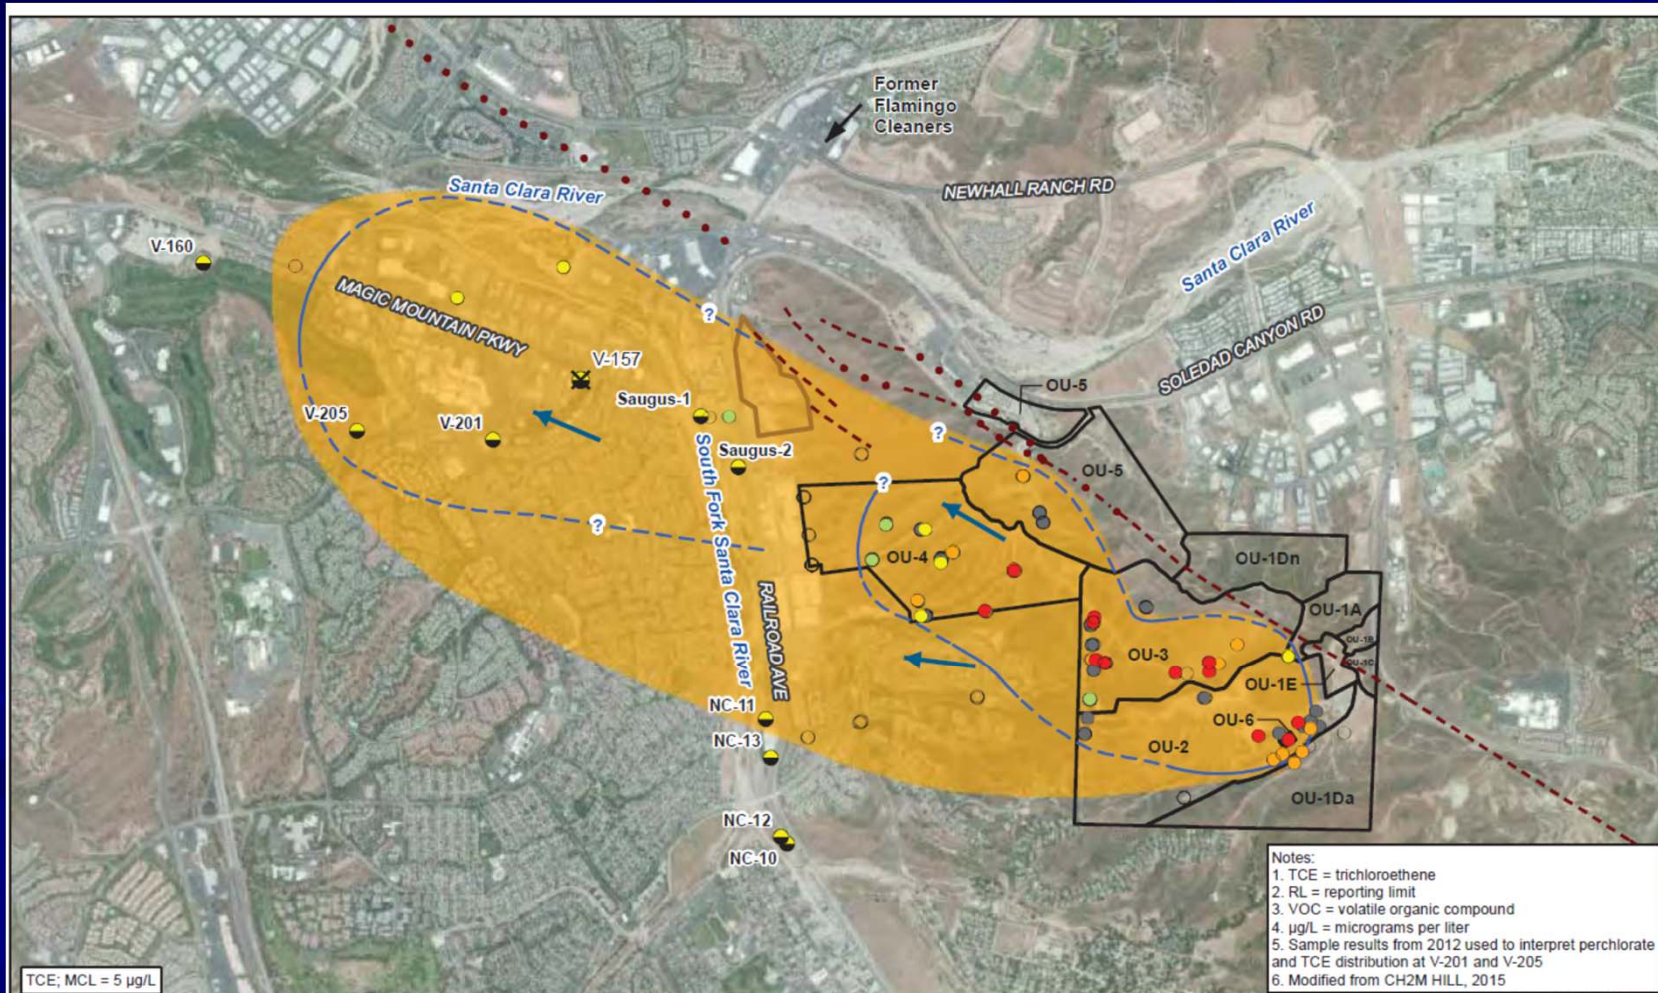 Former
Flamingo
Cleaners
Santa Clara River
NEWHALL RANCH RD
V-160
Santa Clara River
MAGIC MOUNTAIN PKWY
?
SOLEDAD CANYON RD
V-157
OU-5
Saugus-1
V-205
V-201
?
Saugus-2
OU-5
?
South Fork Santa Clara River
?
OU-4
OU-1Dn
RAILROAD AVE
OU-1A
OU-1B
OU-3
OU-1C
OU-1E
NC-11
OU-6
NC-13
OU-2
OU-1Da
NC-12
NC-10
Notes:
1. TCE = trichloroethene
2. RL = reporting limit
3. VOC = volatile organic compound
4. µg/L = micrograms per liter
5. Sample results from 2012 used to interpret perchlorate
and TCE distribution at V-201 and V-205
6. Modified from CH2M HILL, 2015
TCE; MCL = 5 µg/L